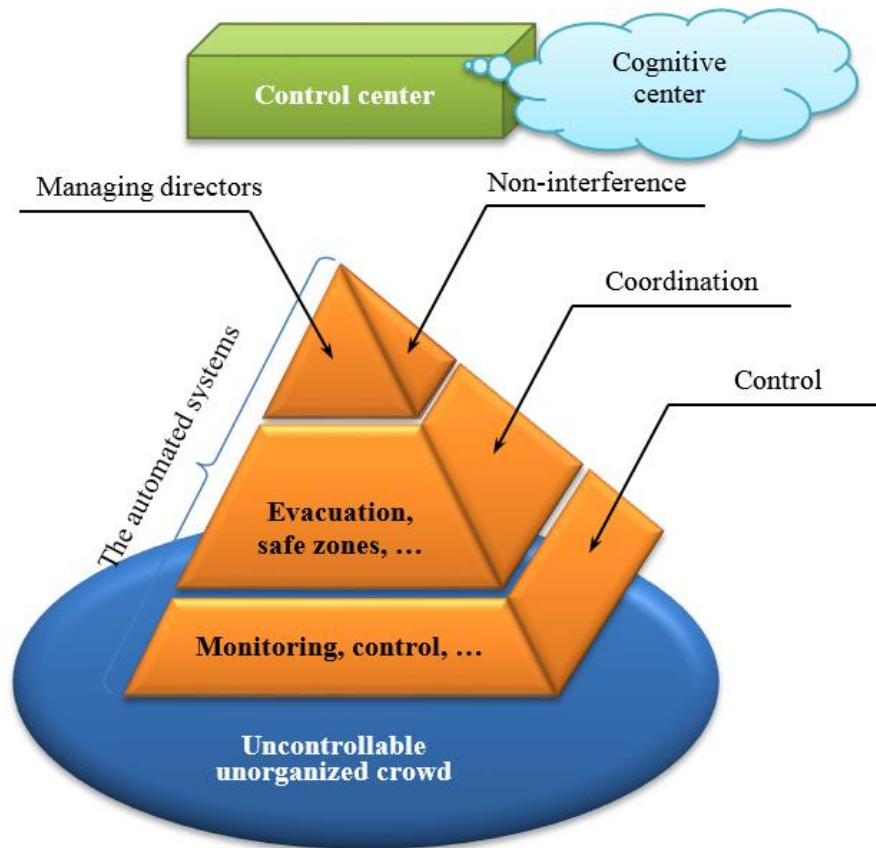 Cognitive
center
Control center
Managing directors
Non-interference
Coordination
Control
The automated systems
Evacuation,
safe zones, …
Monitoring, control, …
Uncontrollable
unorganized crowd